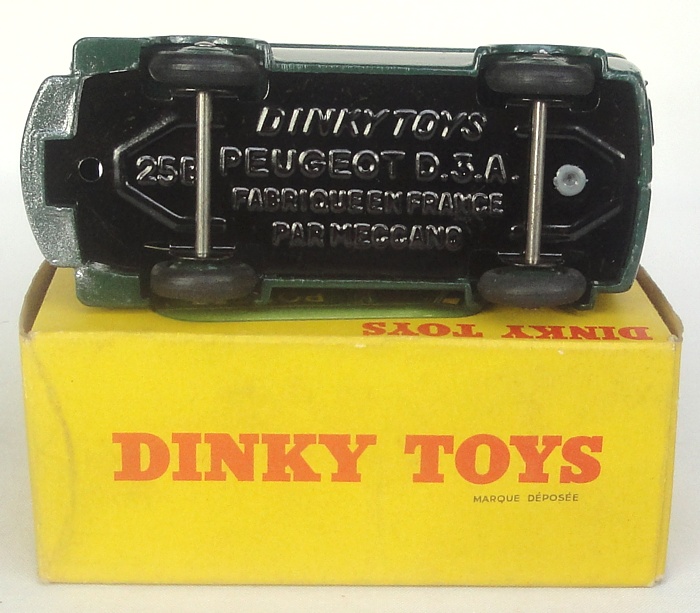 DINKY TOYS
25B PEUGEOT D.3.A.
FABRIQUE EN FRANCE
PAR MECCANO
DINKY TOYS
DINKY TOYS
MARQUE DÉPOSÉE